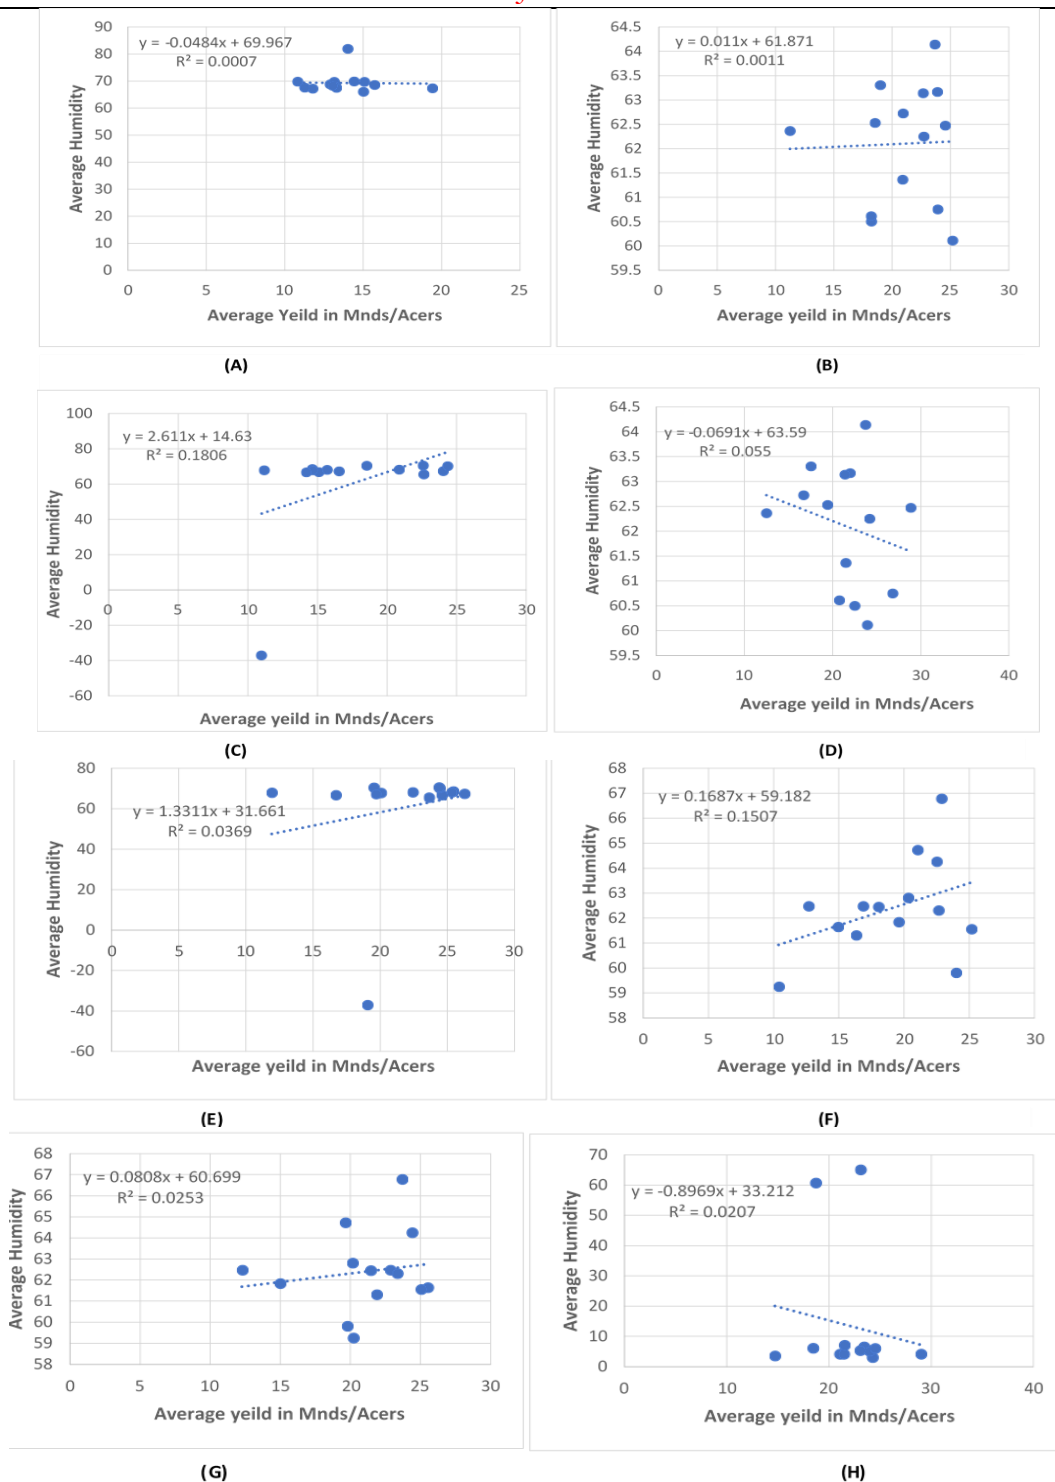 y = -0.0484x + 69.967
R² = 0.0007
90
80
70
60
50
40
30
20
10
0
0 5 10 15 20 25
Average Humidity
Average Yeild in Mnds/Acers
(A)
y = 0.011x + 61.871
R² = 0.0011
64.5
64
63.5
63
62.5
62
61.5
61
60.5
60
59.5
0 5 10 15 20 25 30
Average Humidity
Average yeild in Mnds/Acers
(B)
y = 2.611x + 14.63
R² = 0.1806
100
80
60
40
20
0
-20
-40
-60
0 5 10 15 20 25 30
Average Humidity
Average yeild in Mnds/Acers
(C)
y = -0.0691x + 63.59
R² = 0.055
64.5
64
63.5
63
62.5
62
61.5
61
60.5
60
59.5
0 10 20 30 40
Average Humidity
Average yeild in Mnds/Acers
(D)
y = 1.3311x + 31.661
R² = 0.0369
80
60
40
20
0
-20
-40
-60
0 5 10 15 20 25 30
Average Humidity
Average yeild in Mnds/Acers
(E)
y = 0.1687x + 59.182
R² = 0.1507
68
67
66
65
64
63
62
61
60
59
58
0 5 10 15 20 25 30
Average Humidity
Average yeild in Mnds/Acers
(F)
y = 0.0808x + 60.699
R² = 0.0253
68
67
66
65
64
63
62
61
60
59
58
0 5 10 15 20 25 30
Average Humidity
Average yeild in Mnds/Acers
(G)
y = -0.8969x + 33.212
R² = 0.0207
70
60
50
40
30
20
10
0
0 10 20 30 40
Average Humidity
Average yeild in Mnds/Acers
(H)